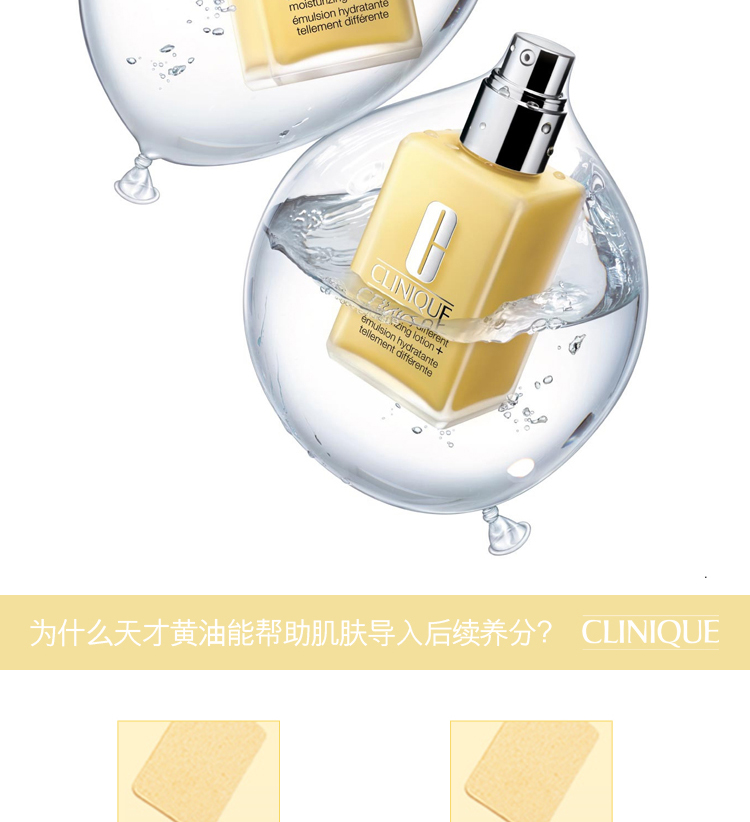 moisturizing
émulsion hydratante
tellement différente
CLINIQUE
émulsion hydratante
tellement différente
为什么天才黄油能帮助肌肤导入后续养分？
CLINIQUE